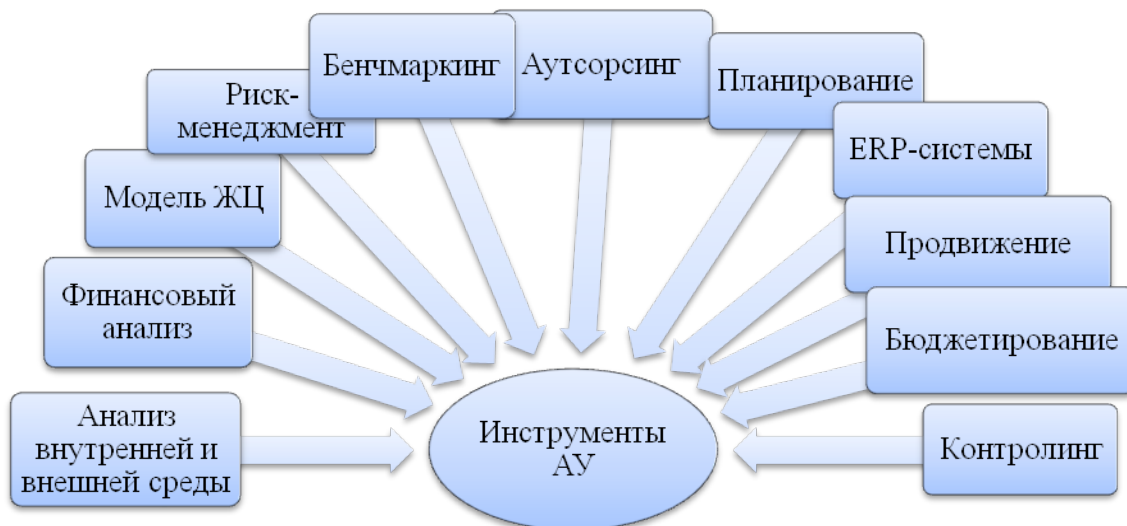 Бенчмаркинг
Аутсорсинг
Планирование
Риск-
менеджмент
ERP-системы
Модель ЖЦ
Продвижение
Финансовый
анализ
Бюджетирование
Анализ
внутренней и
внешней среды
Инструменты
АУ
Контролинг